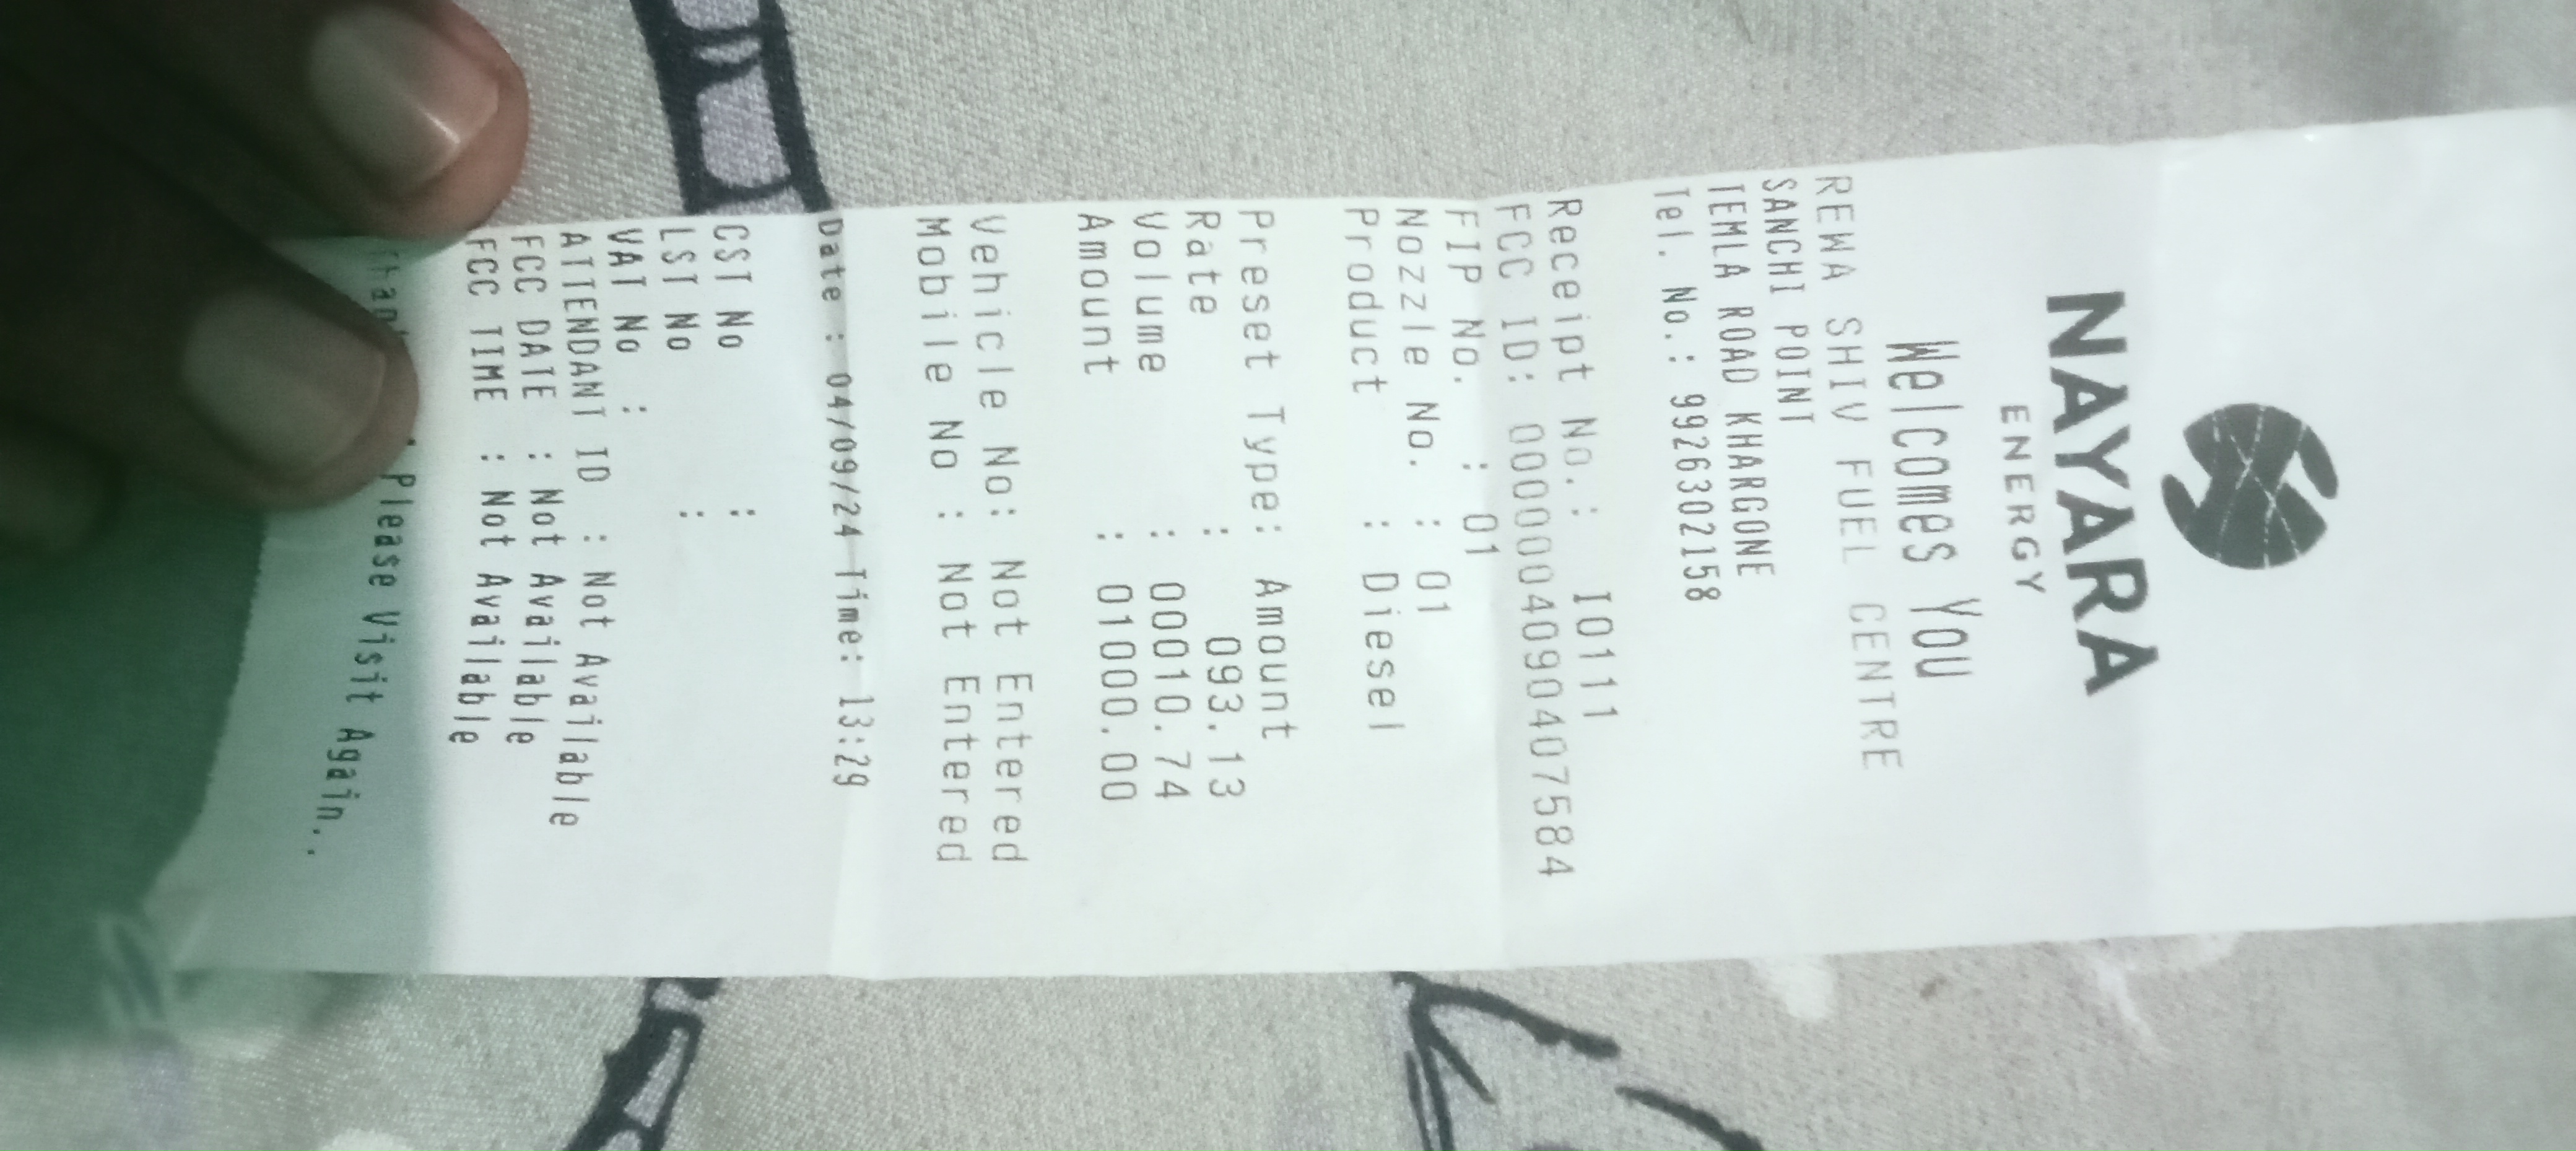 NAYARA
ENERGY
Welcomes You
REWA SHIV FUEL CENTRE
SANCHI POINT
TEMLA ROAD KHARGONE
Tel. No.: 9926302158
Receipt No.: I0111
FCC ID: 0000000409040407584
FIP No. : 01
Nozzle No. : 01
Product : Diesel
Preset Type: Amount
Rate : 093.13
Volume : 00010.74
Amount : 01000.00
Vehicle No: Not Entered
Mobile No : Not Entered
Date : 04/09/24 Time: 13:29
CST No :
LST No :
VAT No :
ATTENDANT ID : Not Available
FCC DATE : Not Available
FCC TIME : Not Available
Please Visit Again..